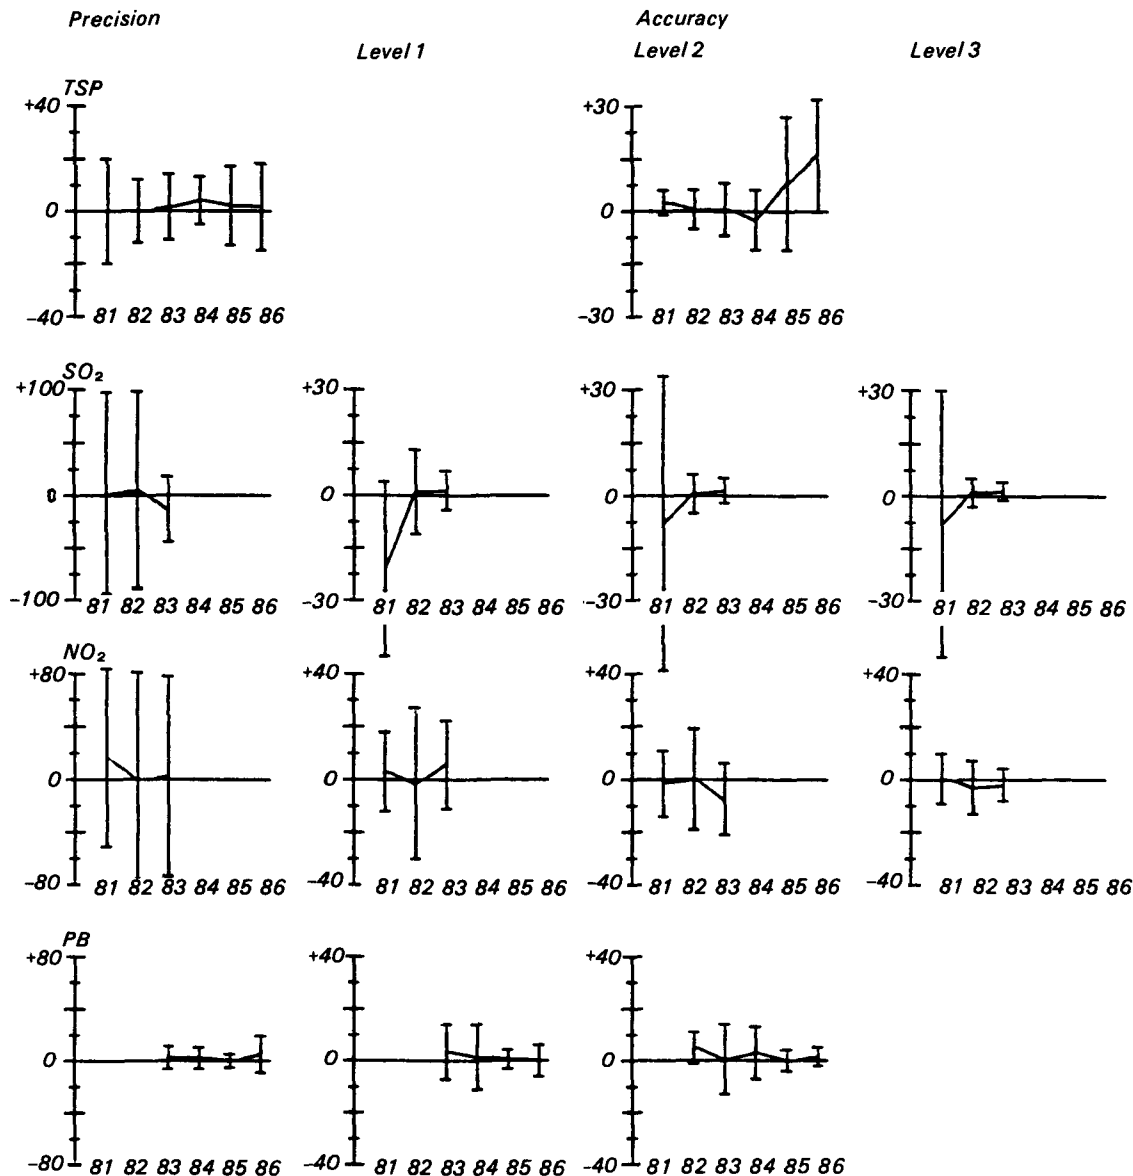 Precision Accuracy
Level 1 Level 2 Level 3
TSP
+40 +30
0 0
-40 81 82 83 84 85 86 -30 81 82 83 84 85 86
SO₂
+100 +30 +30 +30
0 0 0 0
-100 81 82 83 84 85 86 -30 81 82 83 84 85 86 -30 81 82 83 84 85 86 -30 81 82 83 84 85 86
NO₂
+80 +40 +40 +40
0 0 0 0
-80 81 82 83 84 85 86 -40 81 82 83 84 85 86 -40 81 82 83 84 85 86 -40 81 82 83 84 85 86
PB
+80 +40 +40
0 0 0
-80 81 82 83 84 85 86 -40 81 82 83 84 85 86 -40 81 82 83 84 85 86